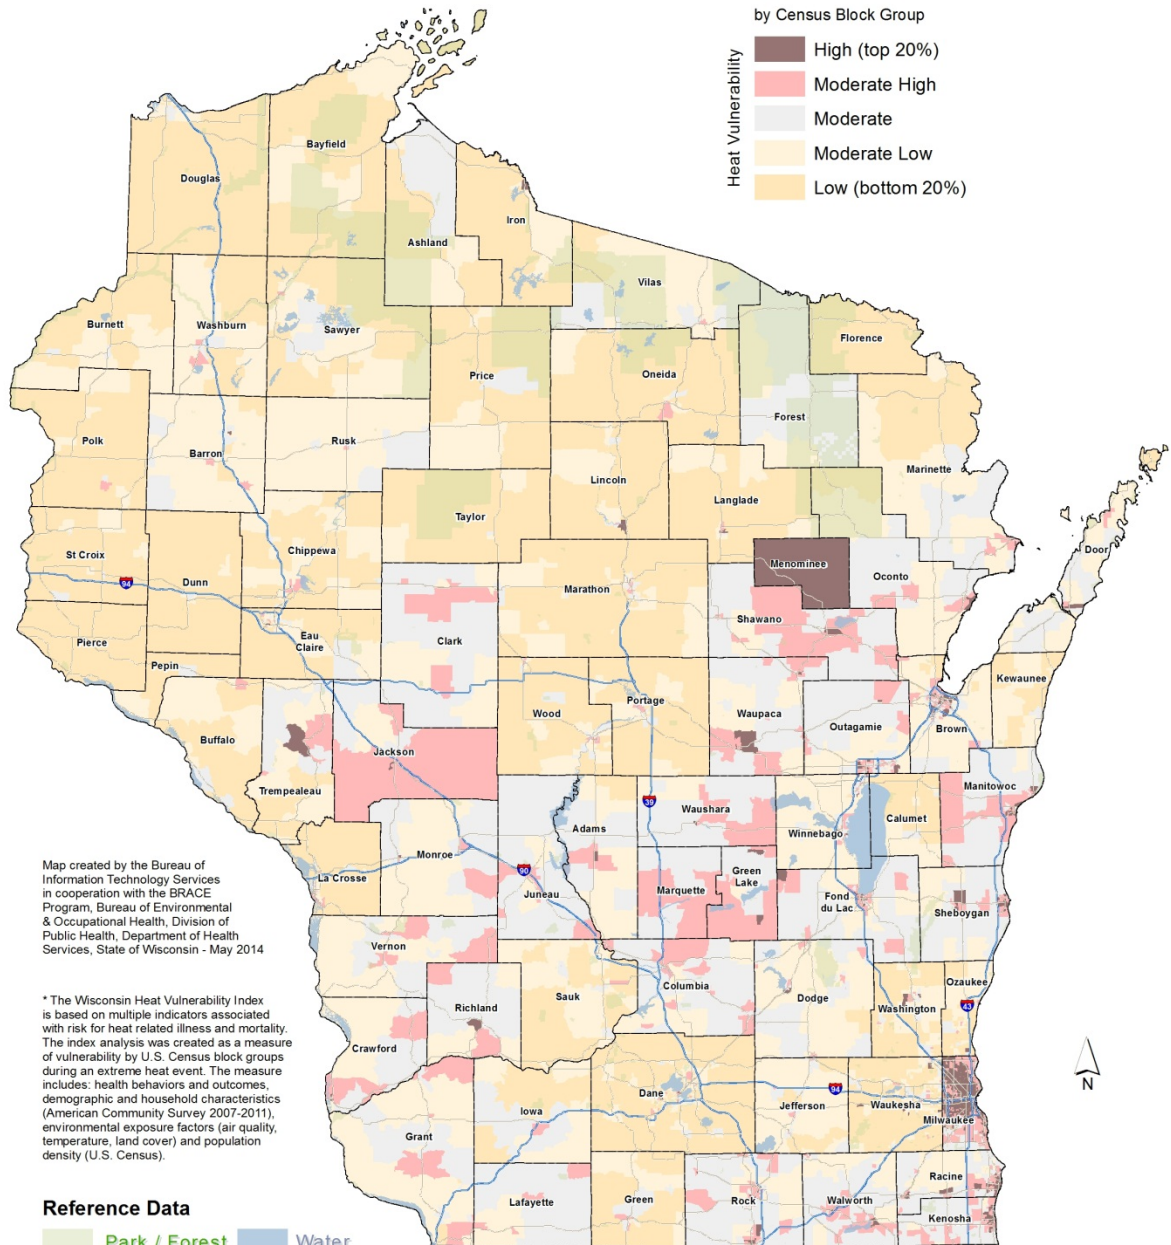 by Census Block Group
Heat Vulnerability
High (top 20%)
Moderate High
Moderate
Moderate Low
Low (bottom 20%)
Bayfield
Douglas
Iron
Ashland
Vilas
Burnett
Washburn
Sawyer
Florence
Price
Oneida
Forest
Polk
Rusk
Barron
Marinette
Lincoln
Langlade
Taylor
St Croix
Chippewa
Door
94
Dunn
Menominee
Oconto
Marathon
Shawano
Pierce
Eau
Claire
Clark
Pepin
Kewaunee
Portage
Wood
Waupaca
Outagamie
Brown
Buffalo
Jackson
Trempealeau
Manitowoc
39
Waushara
Adams
Winnebago
Calumet
Monroe
90
Green
Lake
La Crosse
Juneau
Marquette
Fond
du Lac
Sheboygan
Vernon
Columbia
Ozaukee
Richland
Sauk
Dodge
Washington
43
Crawford
N
Dane
94
Iowa
Jefferson
Waukesha
Milwaukee
Grant
Racine
Lafayette
Green
Rock
Walworth
Kenosha
Map created by the Bureau of
Information Technology Services
in cooperation with the BRACE
Program, Bureau of Environmental
& Occupational Health, Division of
Public Health, Department of Health
Services, State of Wisconsin - May 2014
* The Wisconsin Heat Vulnerability Index
is based on multiple indicators associated
with risk for heat related illness and mortality.
The index analysis was created as a measure
of vulnerability by U.S. Census block groups
during an extreme heat event. The measure
includes: health behaviors and outcomes,
demographic and household characteristics
(American Community Survey 2007-2011),
environmental exposure factors (air quality,
temperature, land cover) and population
density (U.S. Census).
Reference Data
Park / Forest
Water